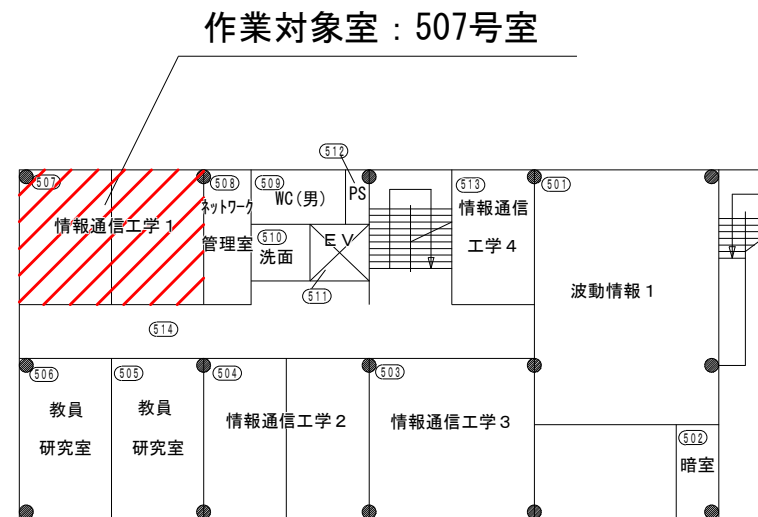 作業対象室：507号室
512
507
508
509
WC(男)
PS
513
501
ネットワーク
管理室
情報通信工学1
510
洗面
EV
情報通信
工学4
511
波動情報1
514
506
505
504
503
教員
研究室
教員
研究室
情報通信工学2
情報通信工学3
502
暗室